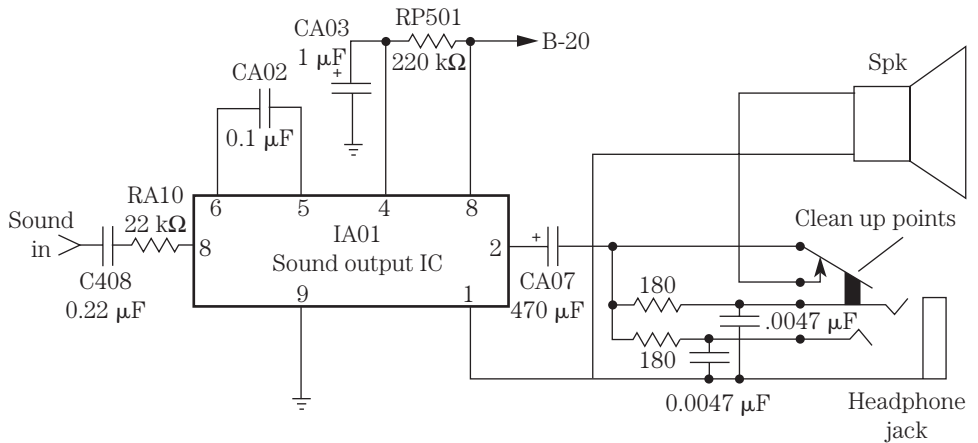 RP501
CA03
1 µF
+
220 kΩ
B-20
Spk
CA02
0.1 µF
RA10
22 kΩ
Sound
in
6
5
4
8
Clean up points
8
IA01
Sound output IC
2
+
C408
0.22 µF
9
1
CA07
470 µF
180
.0047 µF
180
0.0047 µF
Headphone
jack